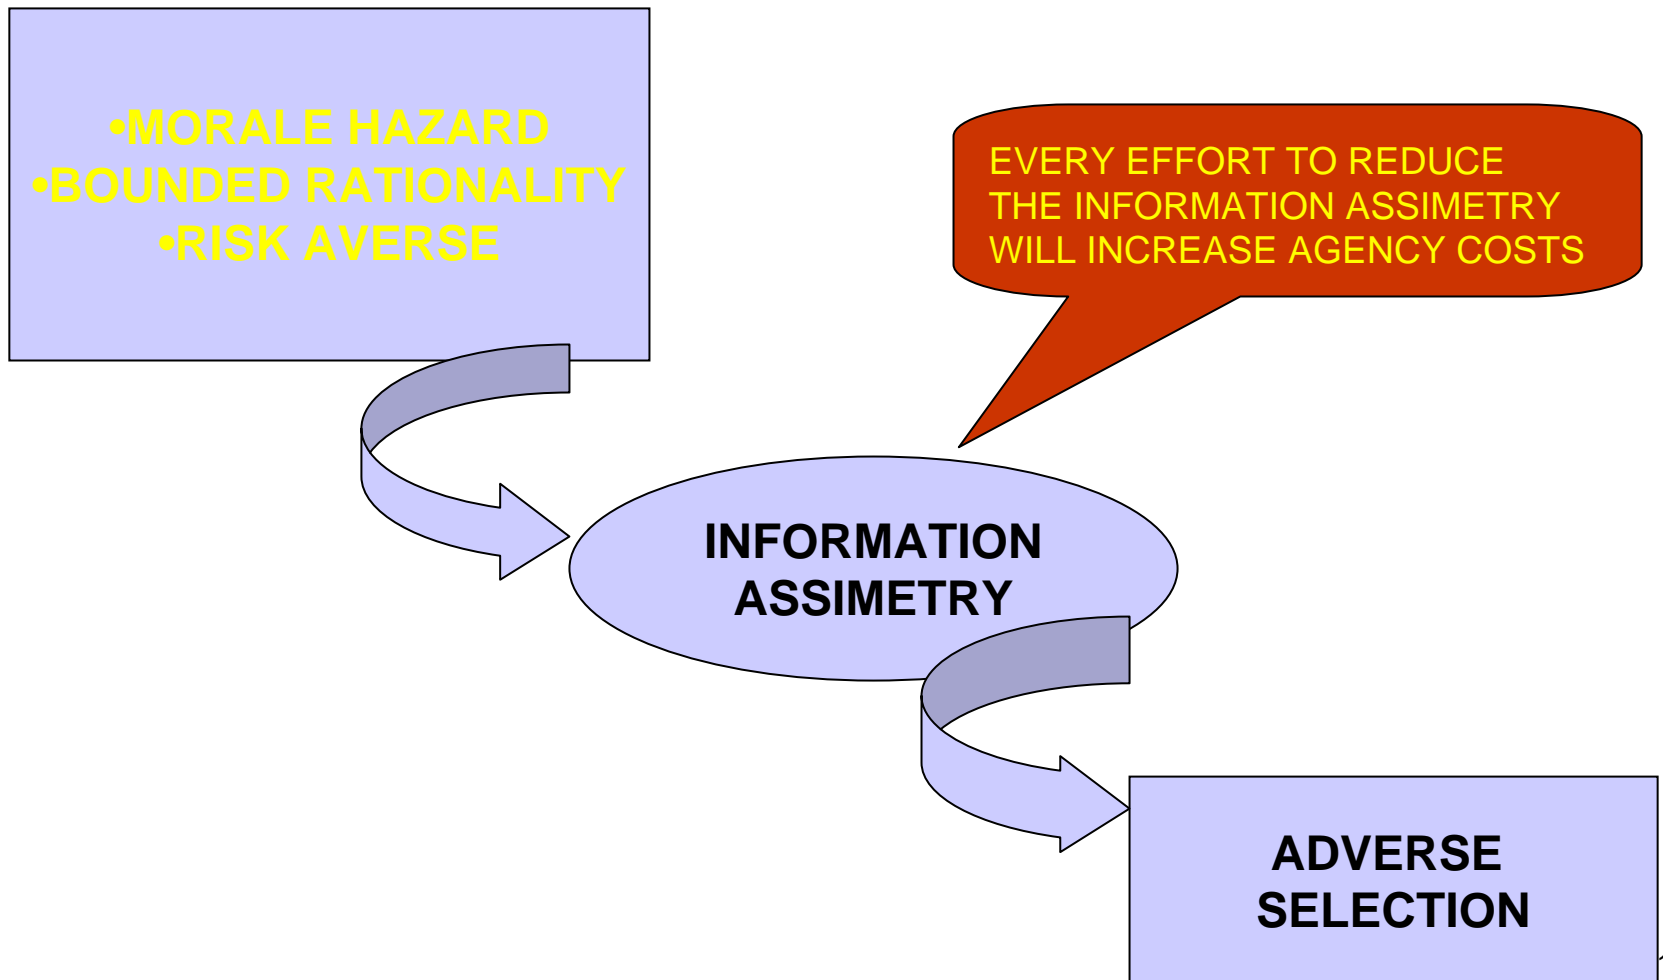 •MORALE HAZARD
•BOUNDED RATIONALITY
•RISK AVERSE
EVERY EFFORT TO REDUCE
THE INFORMATION ASSIMETRY
WILL INCREASE AGENCY COSTS
INFORMATION
ASSIMETRY
ADVERSE
SELECTION